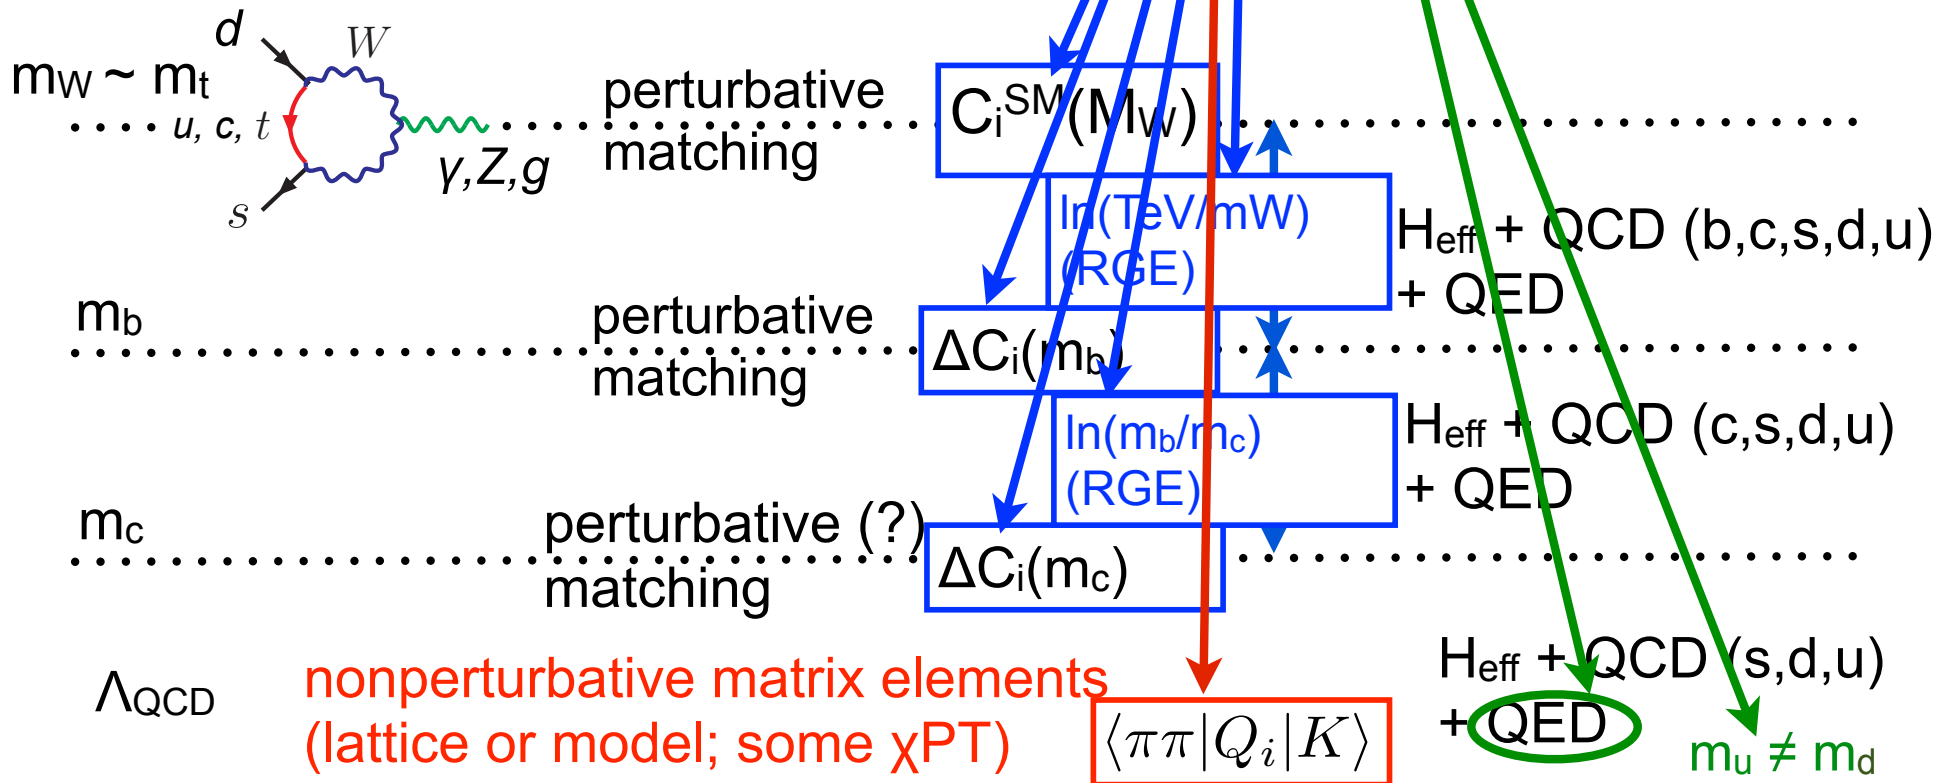 d
W
mW ~ mt
u, c, t
γ,Z,g
s
perturbative
matching
CiSM(MW)
ln(TeV/mW)
(RGE)
Heff + QCD (b,c,s,d,u)
+ QED
mb
perturbative
matching
ΔCi(mb)
ln(mb/mc)
(RGE)
Heff + QCD (c,s,d,u)
+ QED
mc
perturbative (?)
matching
ΔCi(mc)
ΛQCD
nonperturbative matrix elements
(lattice or model; some χPT)
⟨ππ|Qi|K⟩
Heff + QCD (s,d,u)
+ QED
mu ≠ md